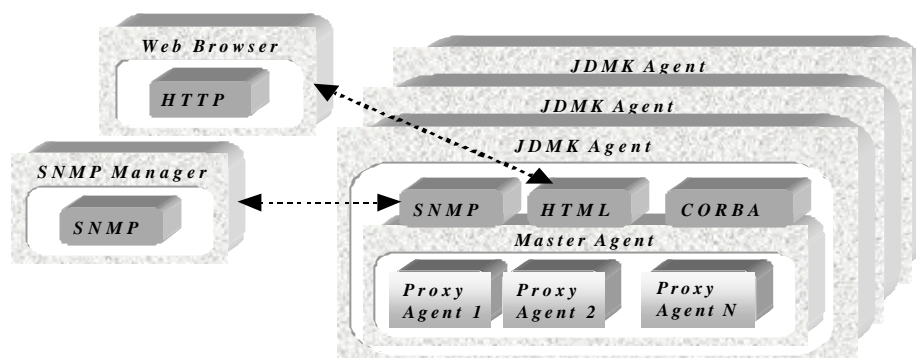 Web Browser
HTTP
SNMP Manager
SNMP
JDMK Agent
JDMK Agent
JDMK Agent
SNMP
HTML
CORBA
Master Agent
Proxy
Agent 1
Proxy
Agent 2
Proxy
Agent N